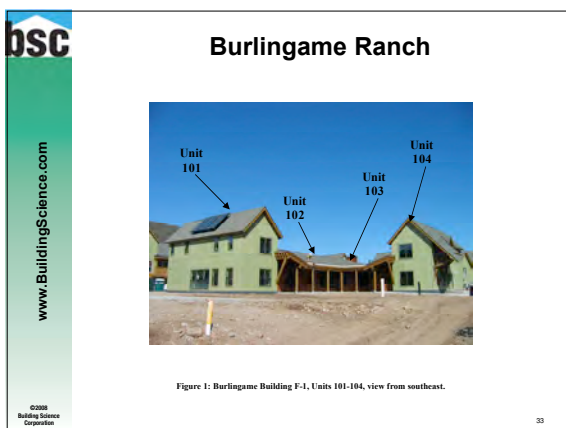 bsc
Burlingame Ranch
www.BuildingScience.com
Unit
101
Unit
102
Unit
103
Unit
104
Figure 1: Burlingame Building F-1, Units 101-104, view from southeast.
©2008
Building Science
Corporation
33